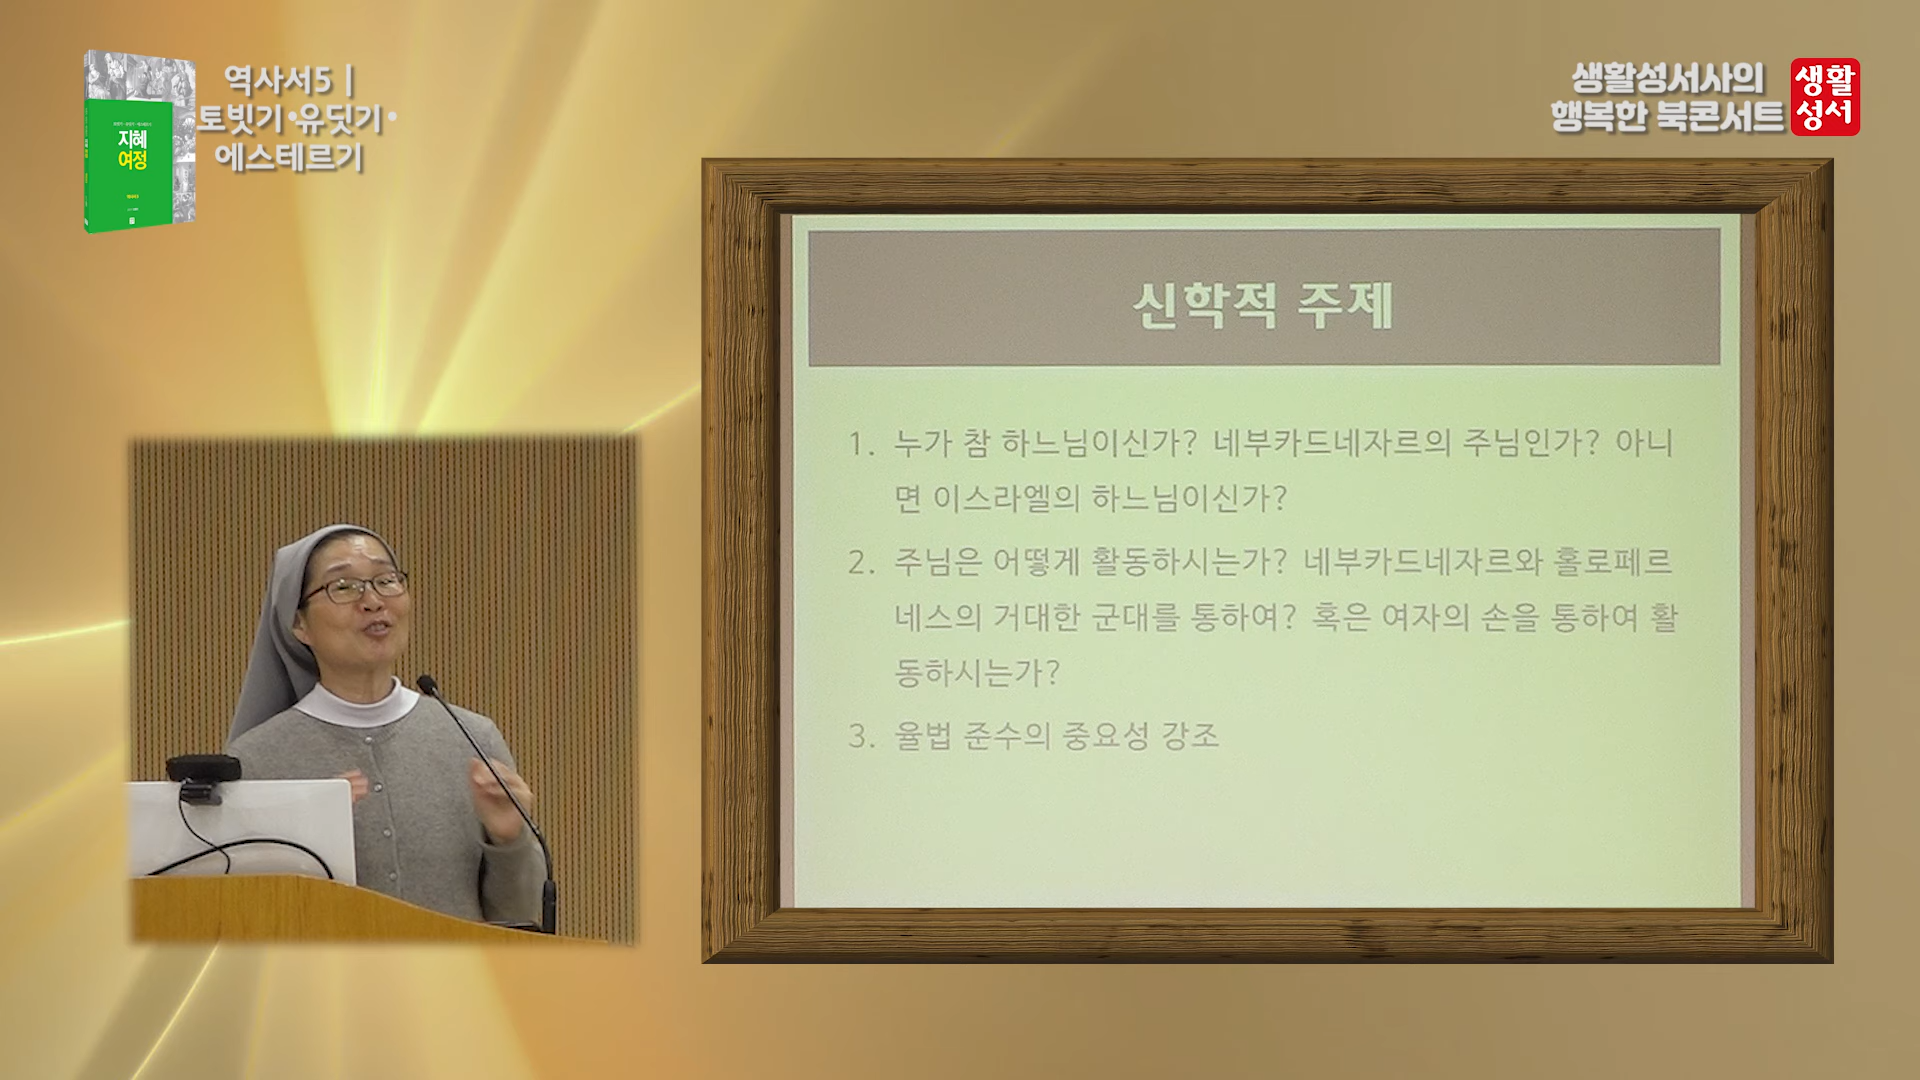 역사서5 |
토빗기·유딧기·
에스테르기
지혜
여정
생활성서사의
행복한 북콘서트
생활
성서
신학적 주제
1. 누가 참 하느님이신가? 네부카드네자르의 주님인가? 아니
면 이스라엘의 하느님이신가?
2. 주님은 어떻게 활동하시는가? 네부카드네자르와 홀로페르
네스의 거대한 군대를 통하여? 혹은 여자의 손을 통하여 활
동하시는가?
3. 율법 준수의 중요성 강조